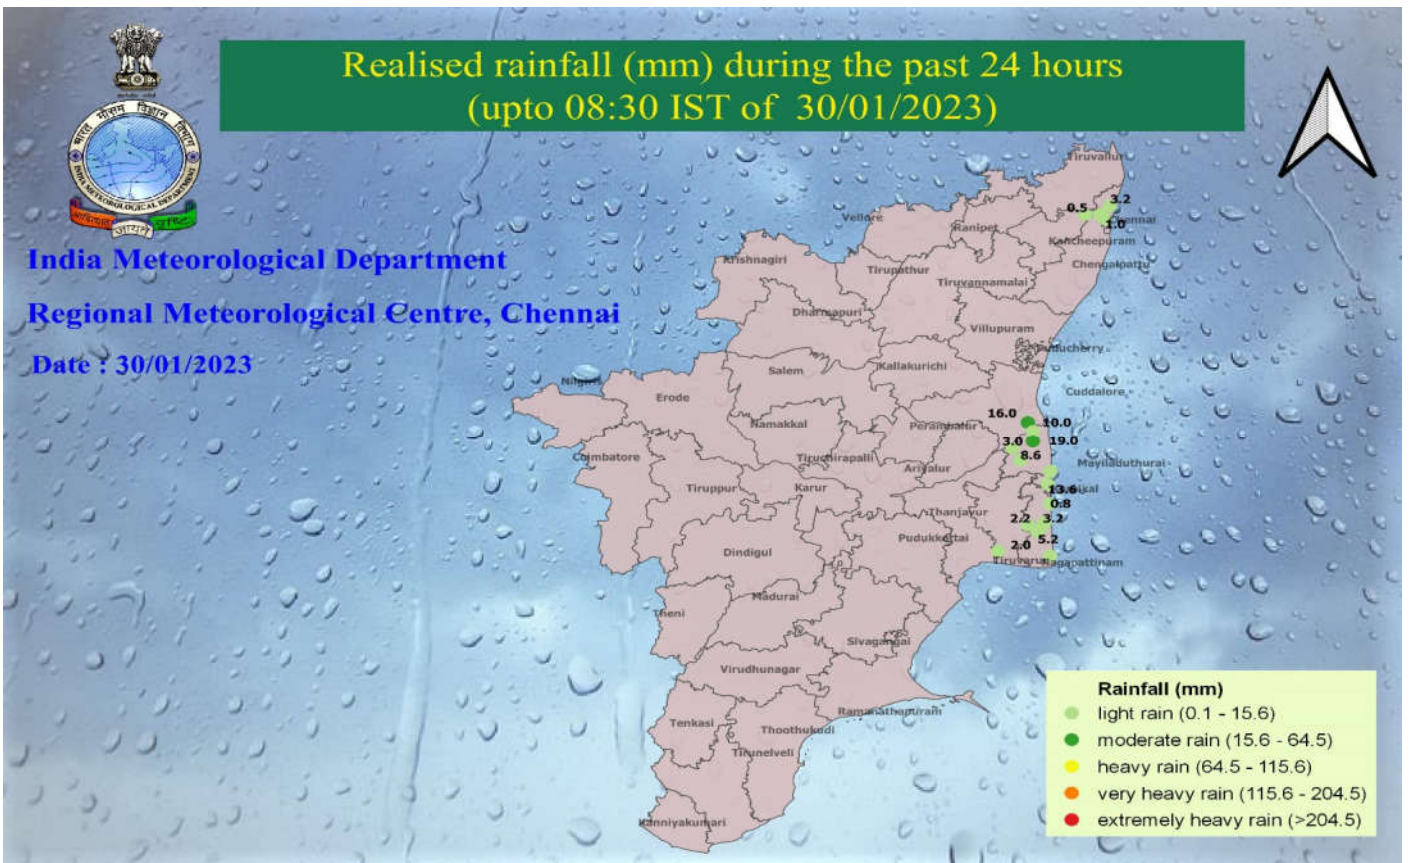 Realised rainfall (mm) during the past 24 hours
(upto 08:30 IST of 30/01/2023)
भारत मौसम विज्ञान विभाग
INDIA METEOROLOGICAL DEPARTMENT
India Meteorological Department
Regional Meteorological Centre, Chennai
Date : 30/01/2023
Tiruvallur
3.2
0.5
1.0
Vellore
Ranipet
Kancheepuram
Chengalpattu
Krishnagiri
Tirupathur
Tiruvannamalai
Dharmapuri
Villupuram
Puducherry
Salem
Kallakurichi
Nilgiris
Erode
Cuddalore
Namakkal
Perambalur
16.0
10.0
3.0
19.0
8.6
Coimbatore
Tiruchirapalli
Ariyalur
Mayiladuthurai
Tiruppur
Karur
13.6
0.8
Thanjavur
2.2
3.2
Pudukkottai
5.2
2.0
Dindigul
Tiruvarur
Nagapattinam
Theni
Madurai
Sivagangai
Virudhunagar
Ramanathapuram
Tenkasi
Thoothukudi
Tirunelveli
Kanniyakumari
Rainfall (mm)
light rain (0.1 - 15.6)
moderate rain (15.6 - 64.5)
heavy rain (64.5 - 115.6)
very heavy rain (115.6 - 204.5)
extremely heavy rain (>204.5)